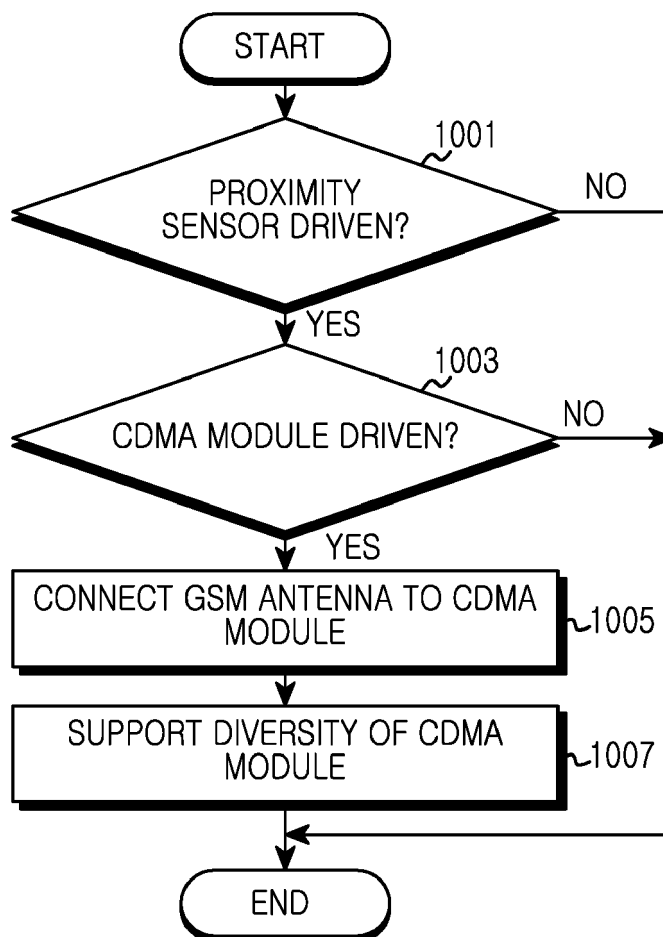 START
1001
PROXIMITY
SENSOR DRIVEN?
NO
YES
1003
CDMA MODULE DRIVEN?
NO
YES
CONNECT GSM ANTENNA TO CDMA
MODULE
1005
SUPPORT DIVERSITY OF CDMA
MODULE
1007
END